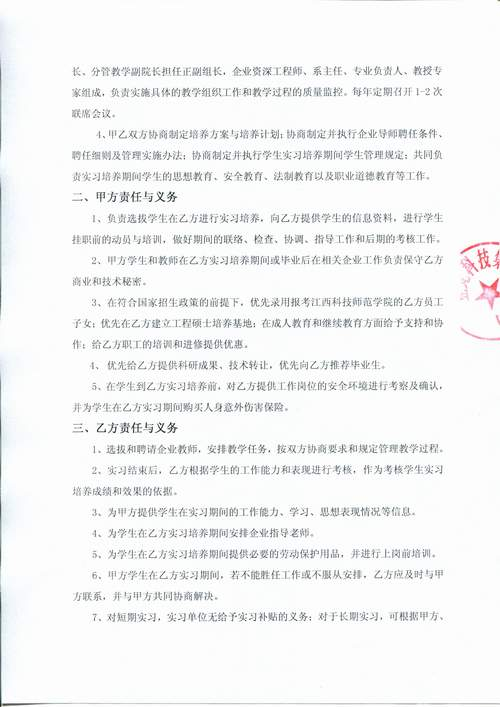 长、分管教学副院长担任正副组长，企业资深工程师、系主任、专业负责人、教授专
家组成，负责实施具体的教学组织工作和教学过程的质量监控。每年定期召开 1-2 次
联席会议。
4、甲乙双方协商制定培养方案与培养计划；协商制定并执行企业导师聘任条件、
聘任细则及管理实施办法；协商制定并执行学生实习培养期间学生管理规定；共同负
责实习培养期间学生的思想教育、安全教育、法制教育以及职业道德教育等工作。
二、甲方责任与义务
1、负责选拔学生在乙方进行实习培养，向乙方提供学生的信息资料，进行学生
挂职前的动员与培训，做好期间的联络、检查、协调、指导工作和后期的考核工作。
2、甲方学生和教师在乙方实习培养期间或毕业后在相关企业工作负责保守乙方
商业和技术秘密。
3、在符合国家招生政策的前提下，优先录用报考江西科技师范学院的乙方员工
子女；优先在乙方建立工程硕士培养基地；在成人教育和继续教育方面给予支持和协
作；给乙方职工的培训和进修提供优惠。
4、 优先给乙方提供科研成果、技术转让，优先向乙方推荐毕业生。
5、在学生到乙方实习培养前，对乙方提供工作岗位的安全环境进行考察及确认，
并为学生在乙方实习期间购买人身意外伤害保险。
三、乙方责任与义务
1、选拔和聘请企业教师，安排教学任务，按双方协商要求和规定管理教学过程。
2、实习结束后，乙方根据学生的工作能力和表现进行考核，作为考核学生实习
培养成绩和效果的依据。
3、为甲方提供学生在实习期间的工作能力、学习、思想表现情况等信息。
4、为学生在乙方实习培养期间安排企业指导老师。
5、为学生在乙方实习培养期间提供必要的劳动保护用品，并进行上岗前培训。
6、甲方学生在乙方实习期间，若不能胜任工作或不服从安排，乙方应及时与甲
方联系，并与甲方共同协商解决。
7、对短期实习，实习单位无给予实习补贴的义务；对于长期实习，可根据甲方、
科技